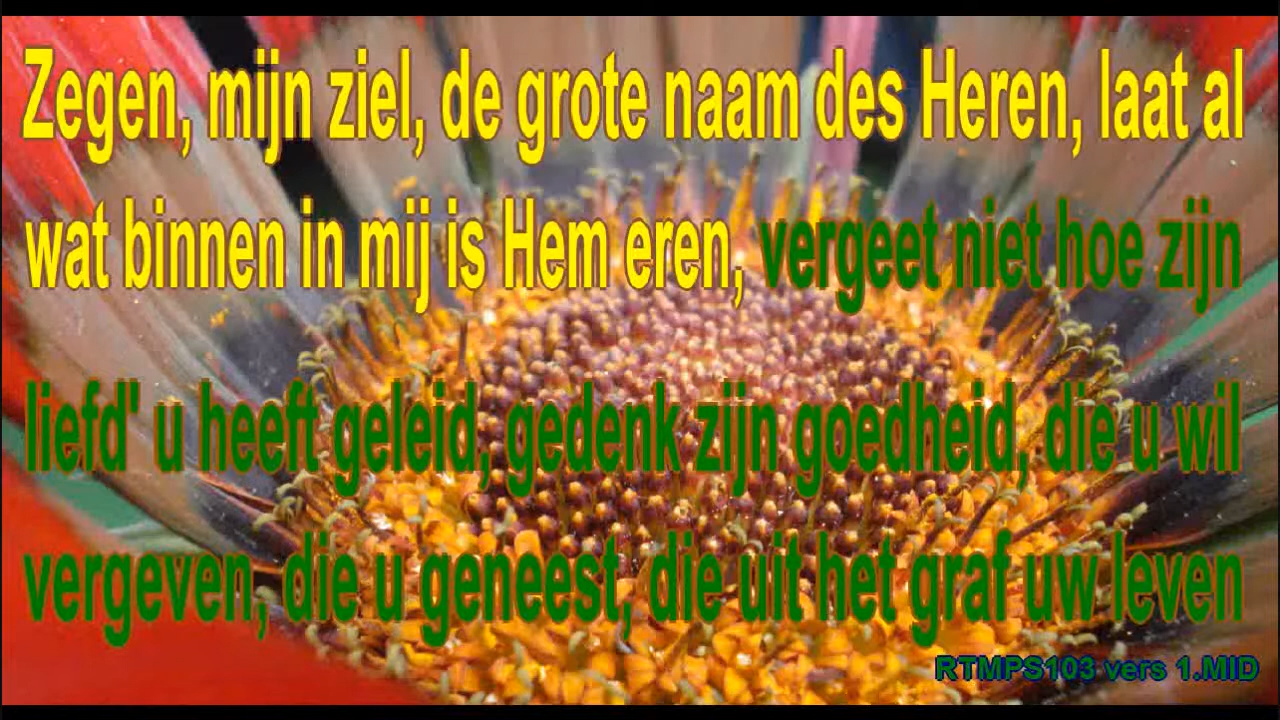 Zegen, mijn ziel, de grote naam des Heren, laat al
wat binnen in mij is Hem eren, vergeet niet hoe zijn
liefd' u heeft geleid, gedenk zijn goedheid, die u wil
vergeven, die u geneest, die uit het graf uw leven
RTMPS103 vers 1.MID